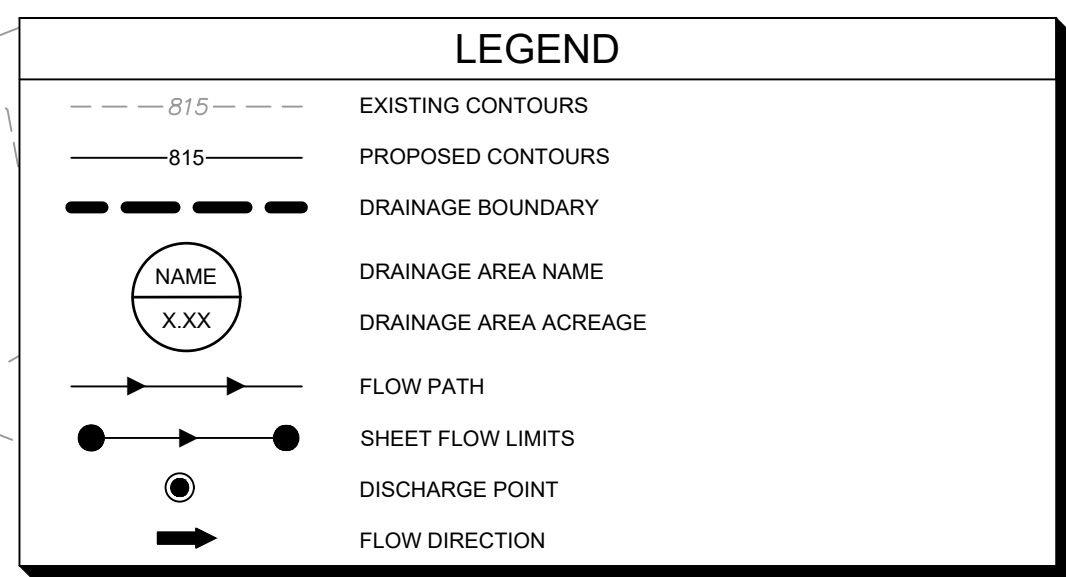 LEGEND
815 EXISTING CONTOURS
815 PROPOSED CONTOURS
DRAINAGE BOUNDARY
NAME DRAINAGE AREA NAME
X.XX DRAINAGE AREA ACREAGE
FLOW PATH
SHEET FLOW LIMITS
DISCHARGE POINT
FLOW DIRECTION